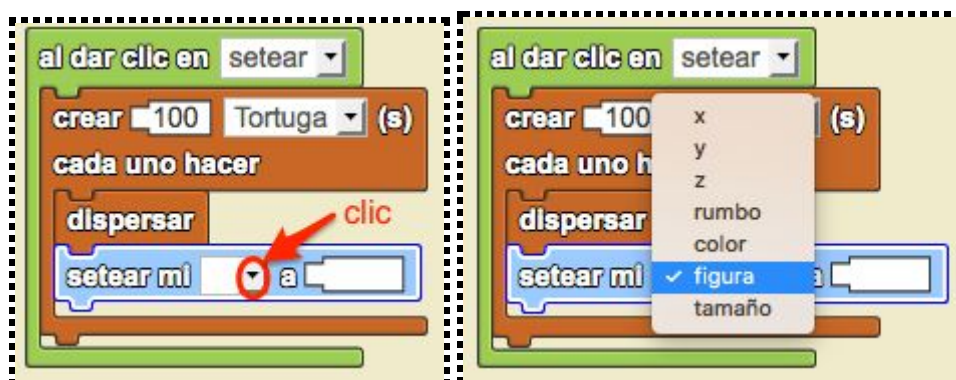 al dar clic en setear
crear 100 Tortuga (s)
cada uno hacer
dispersar
clic
setear mi a
al dar clic en setear
crear 100 (s)
cada uno h
dispersar
setear mi a
x
y
z
rumbo
color
✓ figura
tamaño